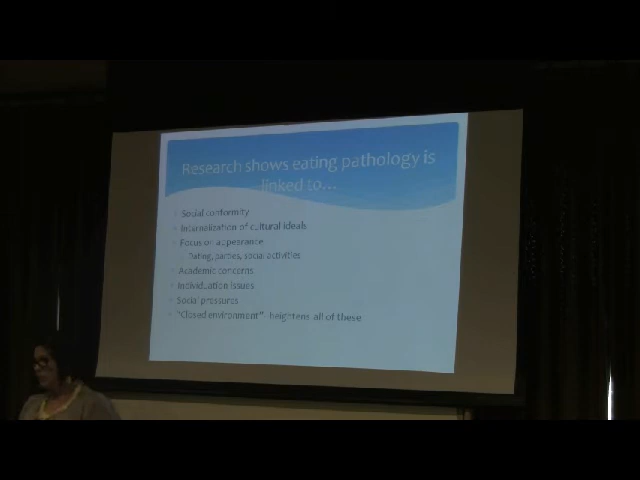 Research shows eating pathology is
linked to...
Social conformity
Internalization of cultural ideals
Focus on appearance
Dating, parties, social activities
Academic concerns
Individuation issues
Social pressures
"Closed environment" - heightens all of these